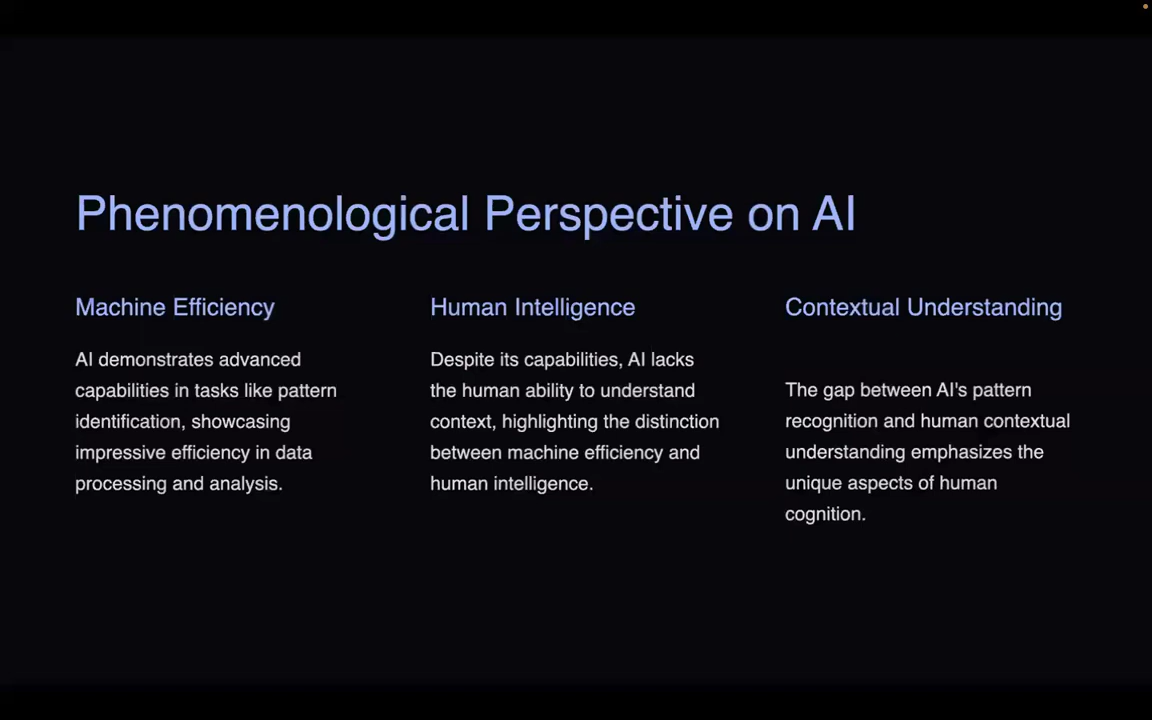 Phenomenological Perspective on AI
Machine Efficiency
AI demonstrates advanced
capabilities in tasks like pattern
identification, showcasing
impressive efficiency in data
processing and analysis.
Human Intelligence
Despite its capabilities, AI lacks
the human ability to understand
context, highlighting the distinction
between machine efficiency and
human intelligence.
Contextual Understanding
The gap between AI's pattern
recognition and human contextual
understanding emphasizes the
unique aspects of human
cognition.